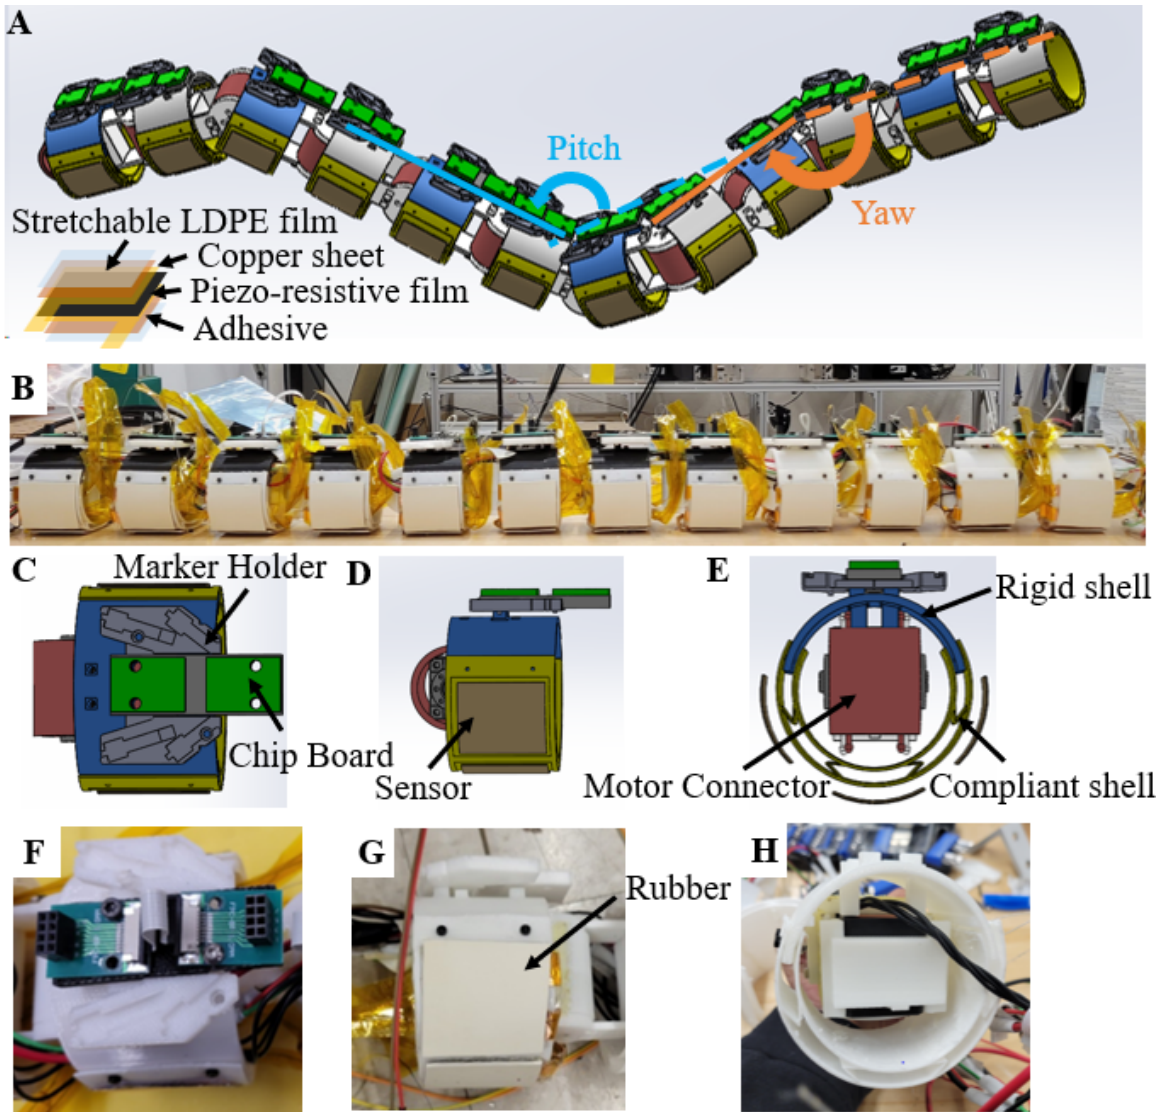 A
Pitch
Yaw
Stretchable LDPE film
Copper sheet
Piezo-resistive film
Adhesive
B
C
Marker Holder
Chip Board
D
Sensor
E
Rigid shell
Motor Connector
Compliant shell
F
G
Rubber
H